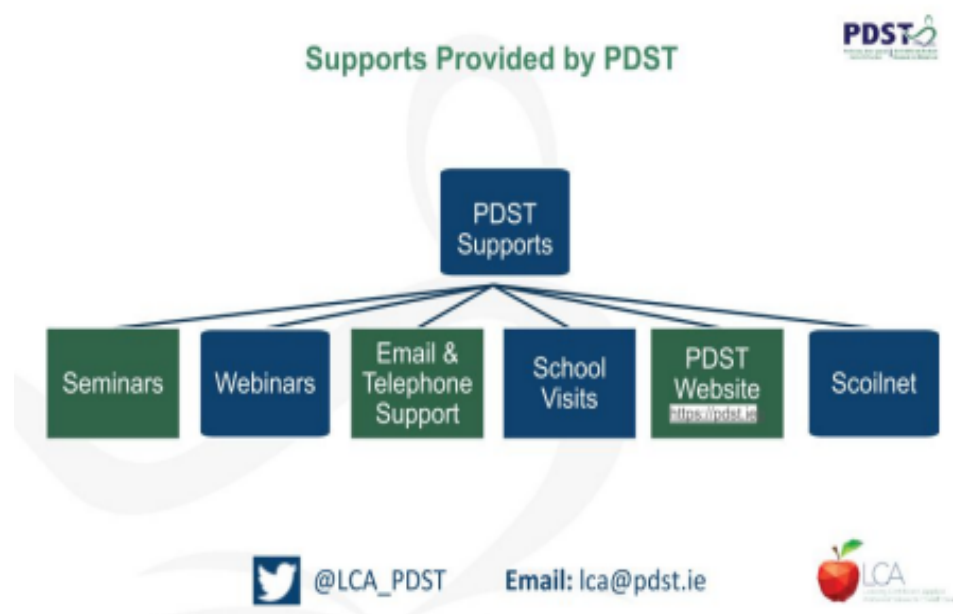 PDST
Supports Provided by PDST
PDST
Supports
Seminars
Webinars
Email &
Telephone
Support
School
Visits
PDST
Website
https://pdst.ie
Scoilnet
@LCA_PDST
Email: lca@pdst.ie
LCA